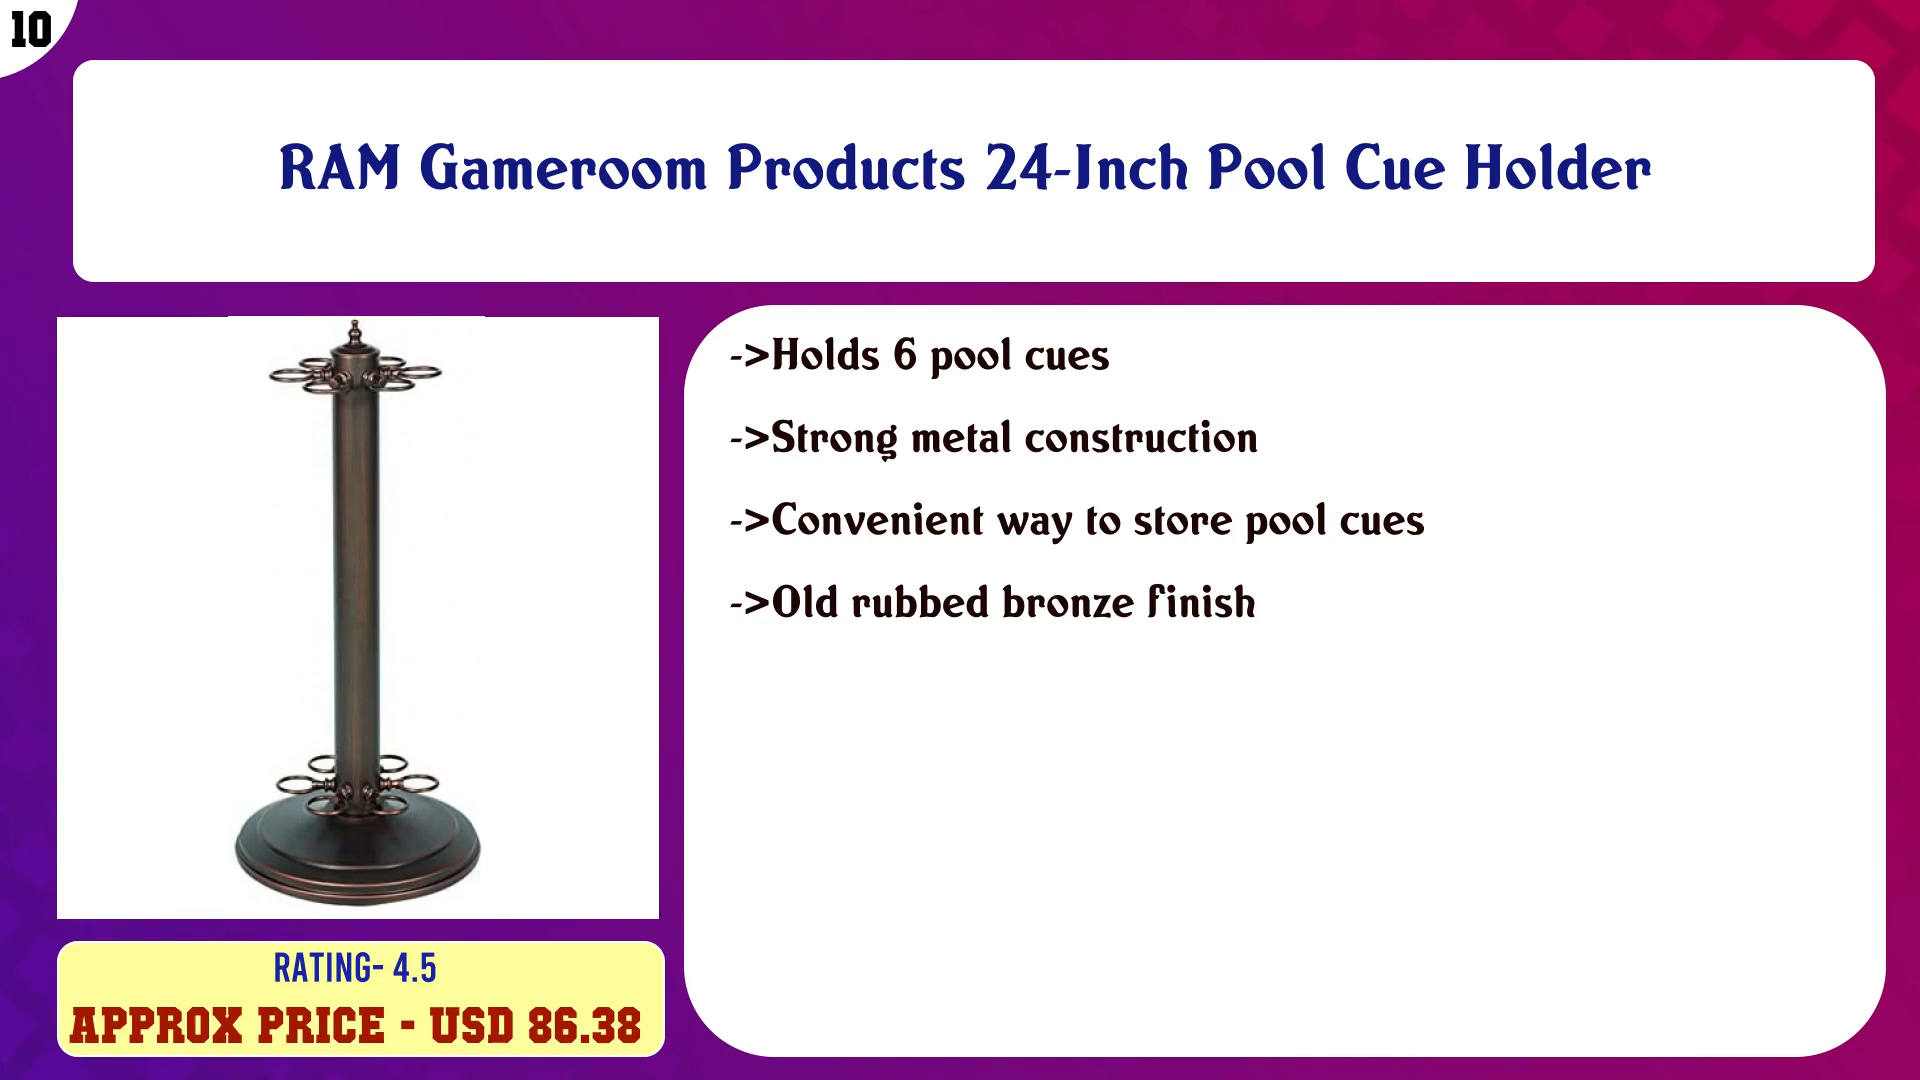 10
RAM Gameroom Products 24-Inch Pool Cue Holder
->Holds 6 pool cues
->Strong metal construction
->Convenient way to store pool cues
->Old rubbed bronze finish
RATING- 4.5
APPROX PRICE - USD 86.38